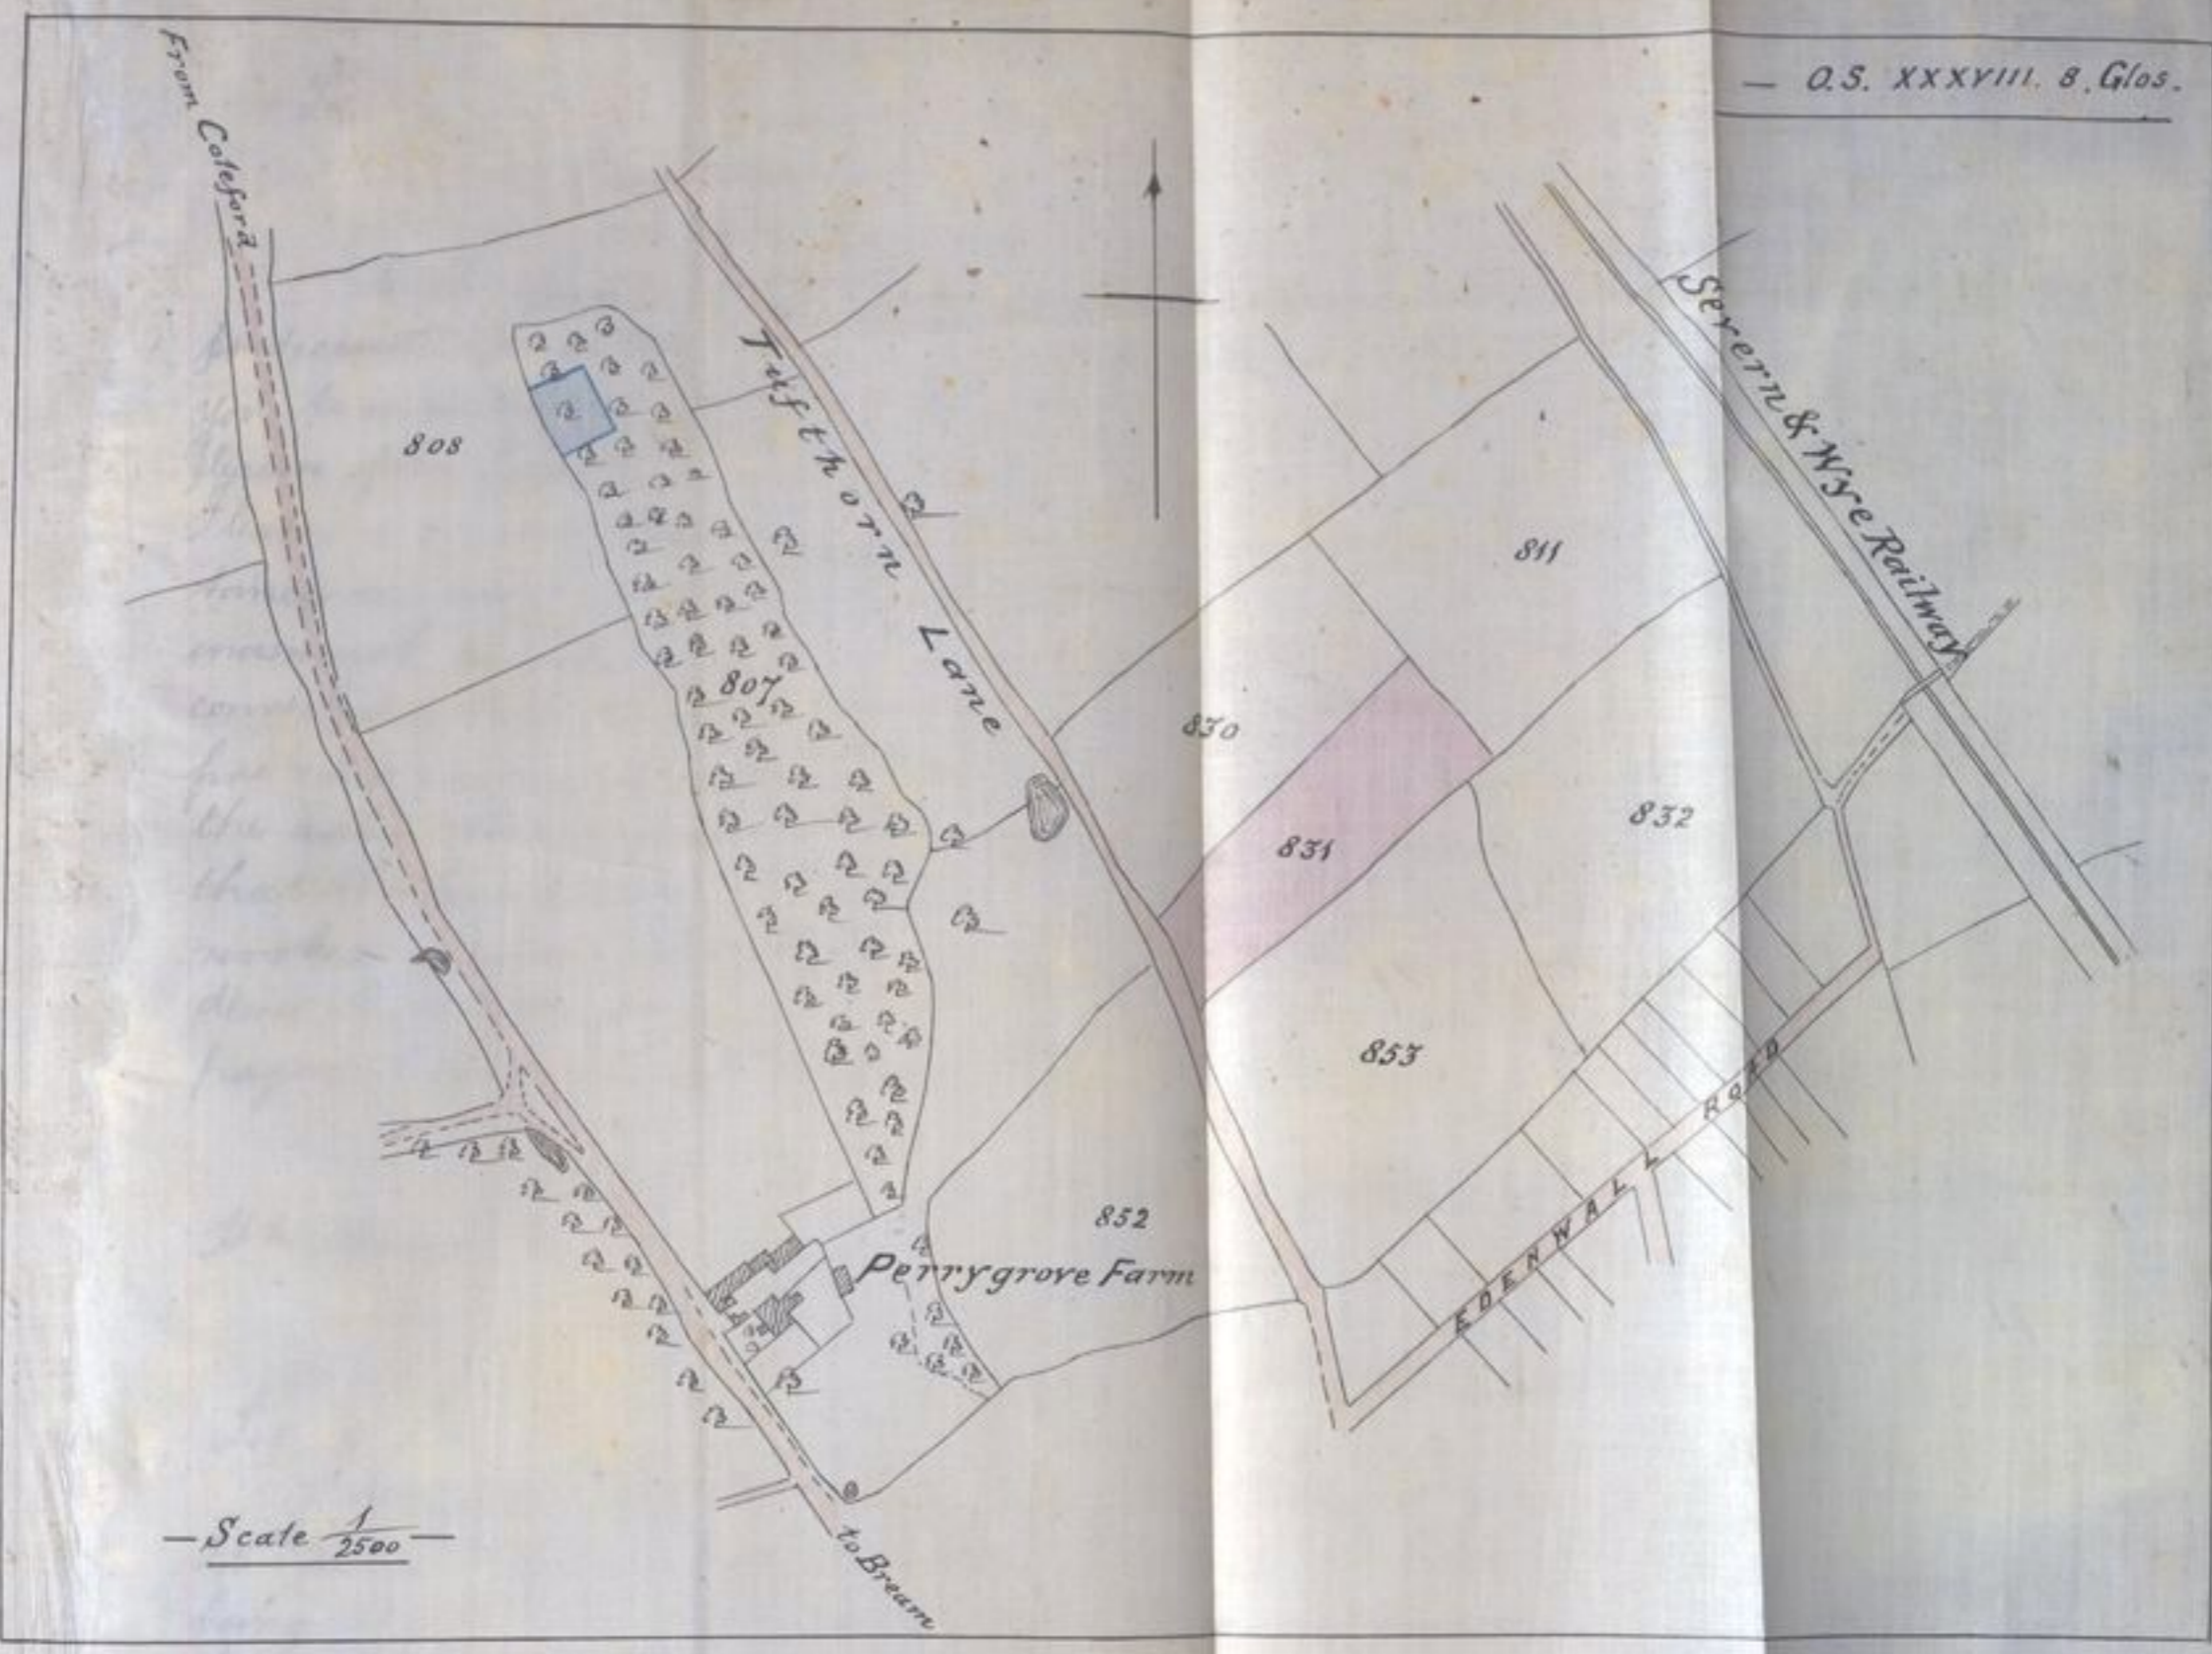 — O.S. XXXVIII. 8. Glos.
From Coleford
Tufthorn Lane
Severn & Wye Railway
808
811
807
830
831
832
853
852
Perrygrove Farm
EDENWALL ROAD
— Scale 1/2500 —
to Bream